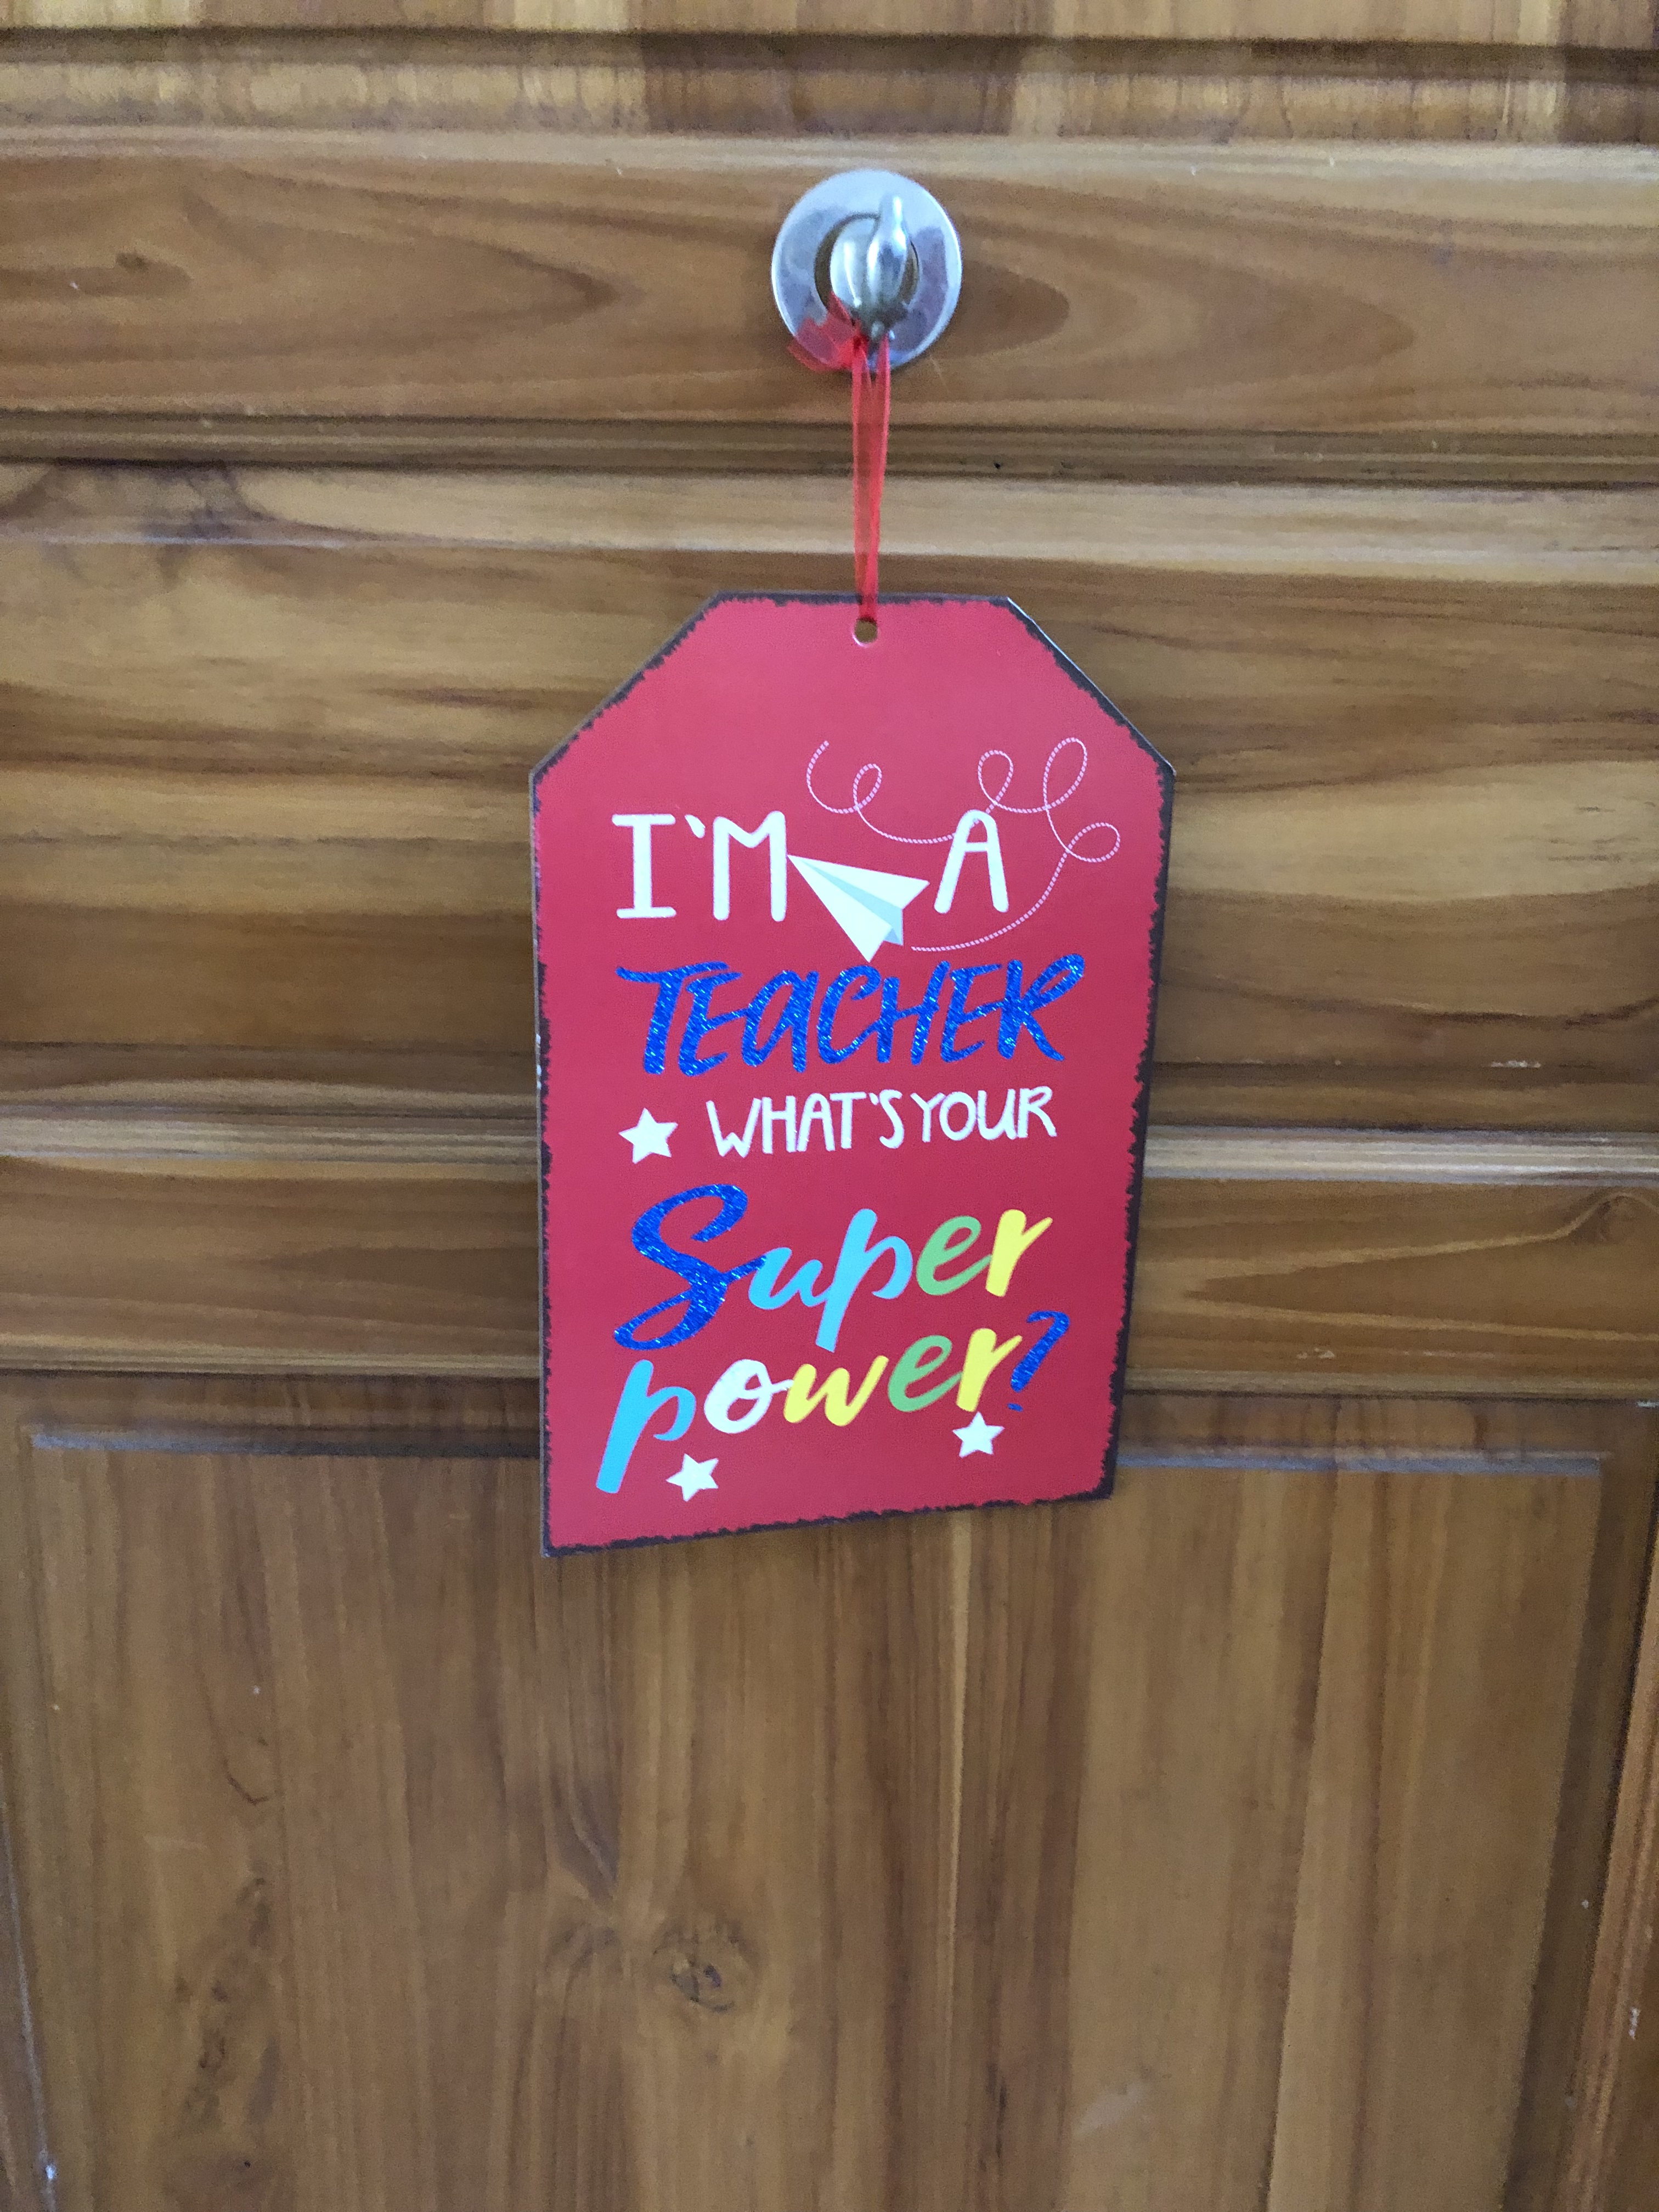 I'M A
TEACHER
WHAT'S YOUR
Super
power?